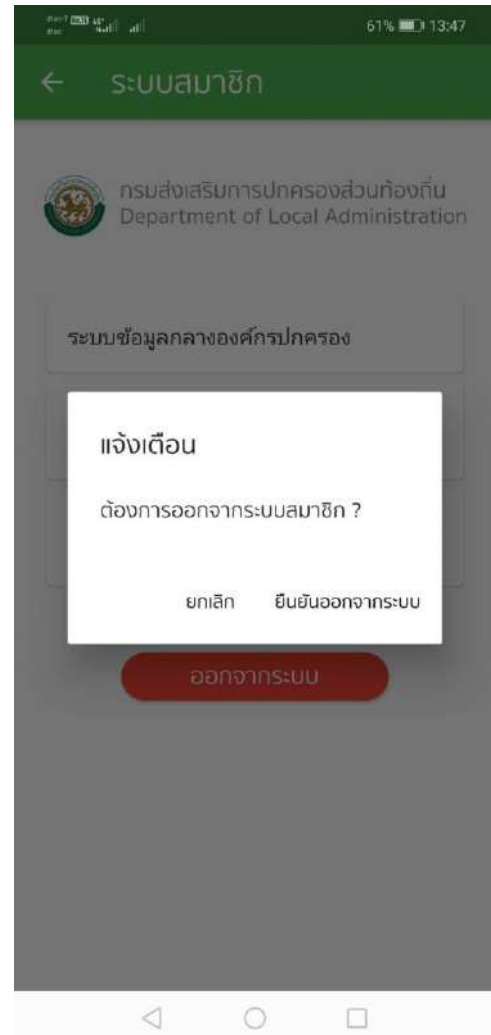 61% 13:47
ระบบสมาชิก
กรมส่งเสริมการปกครองส่วนท้องถิ่น
Department of Local Administration
ระบบข้อมูลกลางองค์กรปกครอง
แจ้งเตือน
ต้องการออกจากระบบสมาชิก ?
ยกเลิก ยืนยันออกจากระบบ
ออกจากระบบ